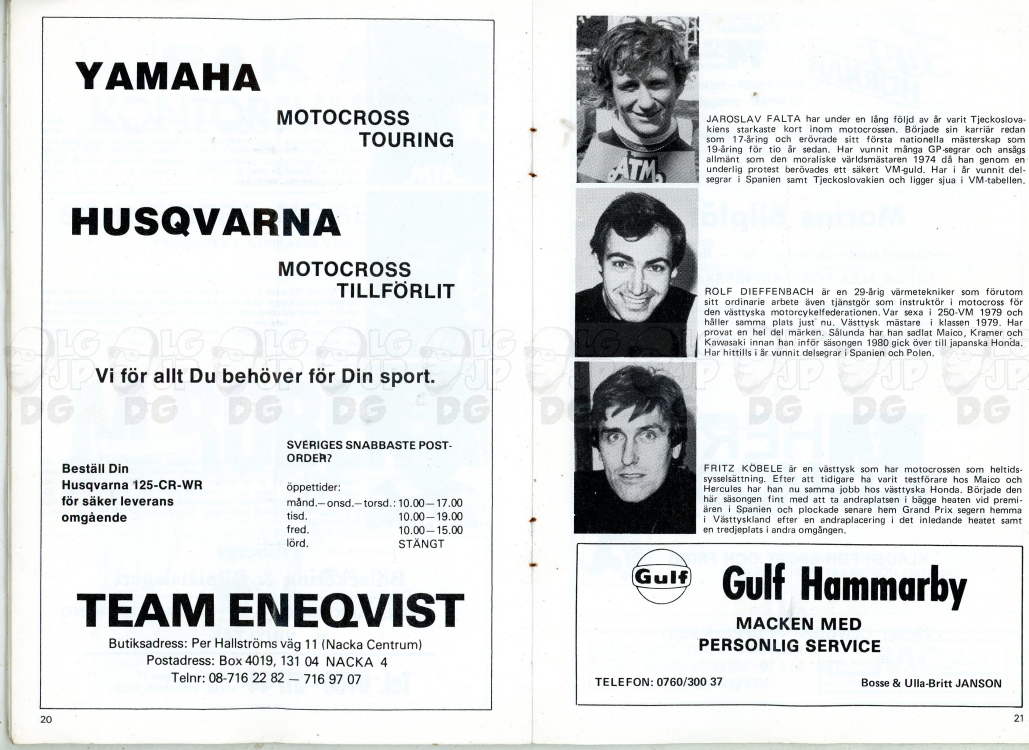 YAMAHA
MOTOCROSS
TOURING
HUSQVARNA
MOTOCROSS
TILLFÖRLIT
Vi för allt Du behöver för Din sport.
Beställ Din
Husqvarna 125-CR-WR
för säker leverans
omgående
SVERIGES SNABBASTE POST-
ORDER?
öppettider:
månd.—onsd.—torsd.: 10.00—17.00
tisd. 10.00—19.00
fred. 10.00—15.00
lörd. STÄNGT
TEAM ENEQVIST
Butiksadress: Per Hallströms väg 11 (Nacka Centrum)
Postadress: Box 4019, 131 04 NACKA 4
Telnr: 08-716 22 82 — 716 97 07
20
ATM
JAROSLAV FALTA har under en lång följd av år varit Tjeckoslova-
kiens starkaste kort inom motocrossen. Började sin karriär redan
som 17-åring och erövrade sitt första nationella mästerskap som
19-åring för tio år sedan. Har vunnit många GP-segrar och ansågs
allmänt som den moraliske världsmästaren 1974 då han genom en
underlig protest berövades ett säkert VM-guld. Har i år vunnit del-
segrar i Spanien samt Tjeckoslovakien och ligger sjua i VM-tabellen.
ROLF DIEFFENBACH är en 29-årig värmetekniker som förutom
sitt ordinarie arbete även tjänstgör som instruktör i motocross för
den västtyska motorcykelfederationen. Var sexa i 250-VM 1979 och
håller samma plats just nu. Västtysk mästare i klassen 1979. Har
provat en hel del märken. Sålunda har han sadlat Maico, Kramer och
Kawasaki innan han inför säsongen 1980 gick över till japanska Honda.
Har hittills i år vunnit delsegrar i Spanien och Polen.
FRITZ KÖBELE är en västtysk som har motocrossen som heltids-
sysselsättning. Efter att tidigare ha varit testförare hos Maico och
Hercules har han nu samma jobb hos västtyska Honda. Började den
här säsongen fint med att ta andraplatsen i bägge heaten vid premi-
ären i Spanien och plockade senare hem Grand Prix segern hemma
i Västtyskland efter en andraplacering i det inledande heatet samt
en tredjeplats i andra omgången.
Gulf
Gulf Hammarby
MACKEN MED
PERSONLIG SERVICE
TELEFON: 0760/300 37
Bosse & Ulla-Britt JANSON
21
LG
JP
DG